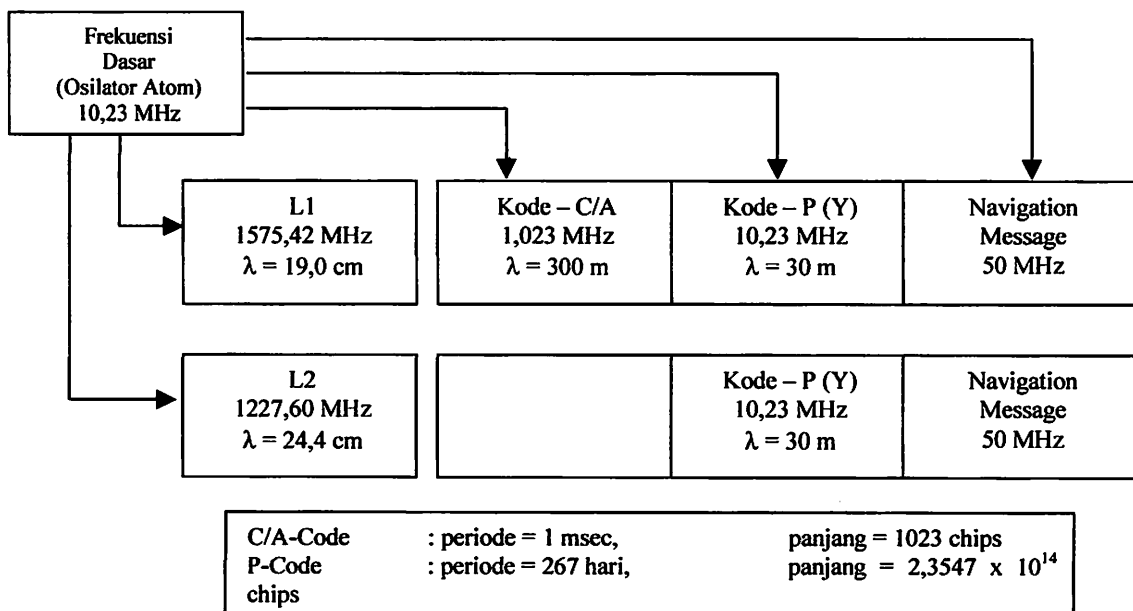 Frekuensi
Dasar
(Osilator Atom)
10,23 MHz
L1
1575,42 MHz
λ = 19,0 cm
Kode – C/A
1,023 MHz
λ = 300 m
Kode – P (Y)
10,23 MHz
λ = 30 m
Navigation
Message
50 MHz
L2
1227,60 MHz
λ = 24,4 cm
Kode – P (Y)
10,23 MHz
λ = 30 m
Navigation
Message
50 MHz
C/A-Code : periode = 1 msec, panjang = 1023 chips
P-Code : periode = 267 hari, panjang = 2,3547 x 10^14
chips